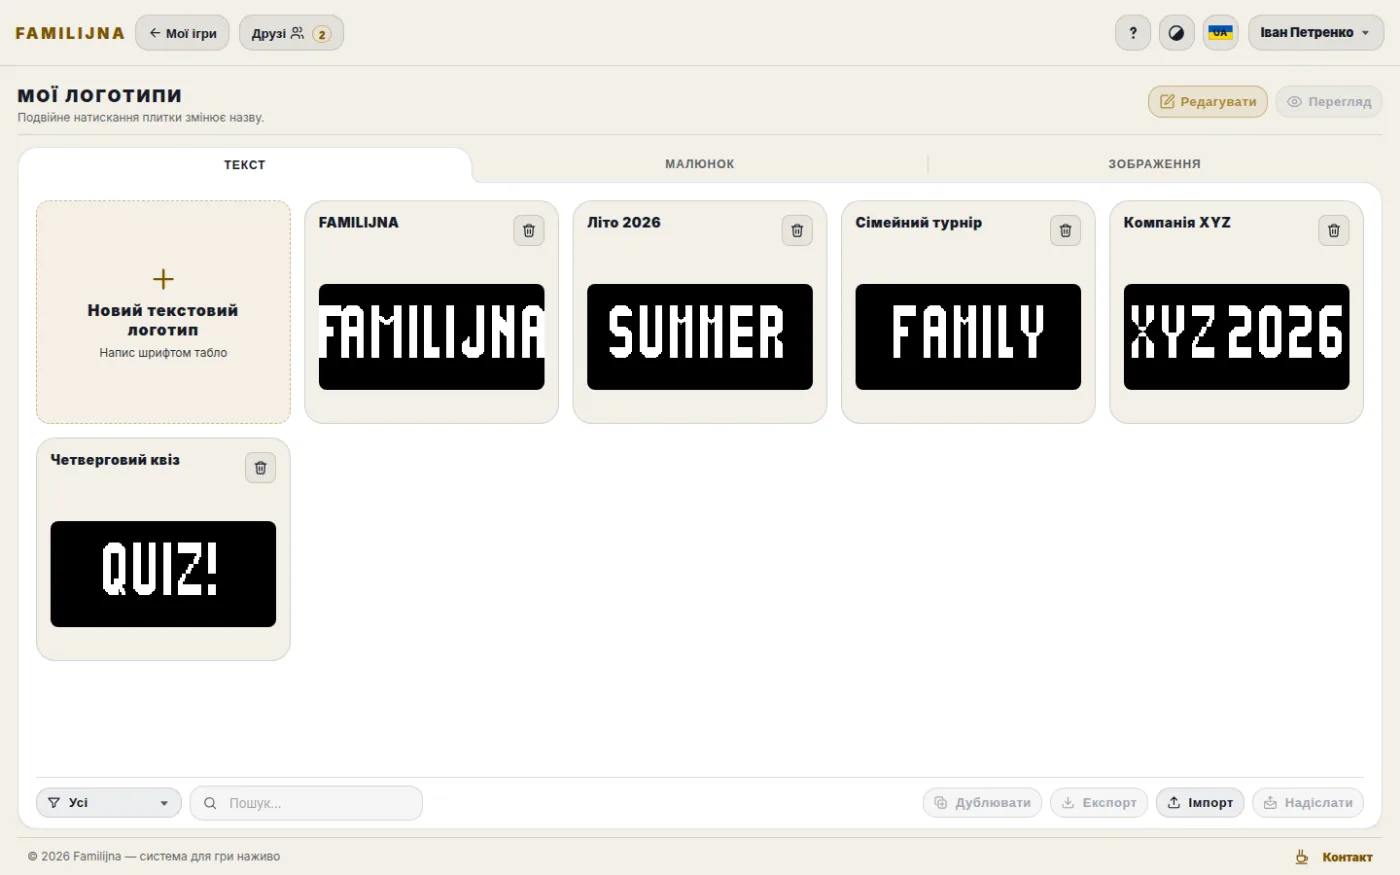 FAMILIJNA
Мої ігри
Друзі 2
?
UA
Іван Петренко
МОЇ ЛОГОТИПИ
Подвійне натискання плитки змінює назву.
Редагувати
Перегляд
ТЕКСТ
МАЛЮНОК
ЗОБРАЖЕННЯ
Новий текстовий
логотип
Напис шрифтом табло
FAMILIJNA
FAMILIJNA
Літо 2026
SUMMER
Сімейний турнір
FAMILY
Компанія XYZ
XYZ 2026
Четверговий квіз
QUIZ!
Усі
Пошук...
Дублювати
Експорт
Імпорт
Надіслати
© 2026 Familijna — система для гри наживо
Контакт